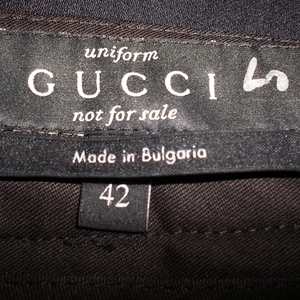 uniform
GUCCI
not for sale
Made in Bulgaria
42